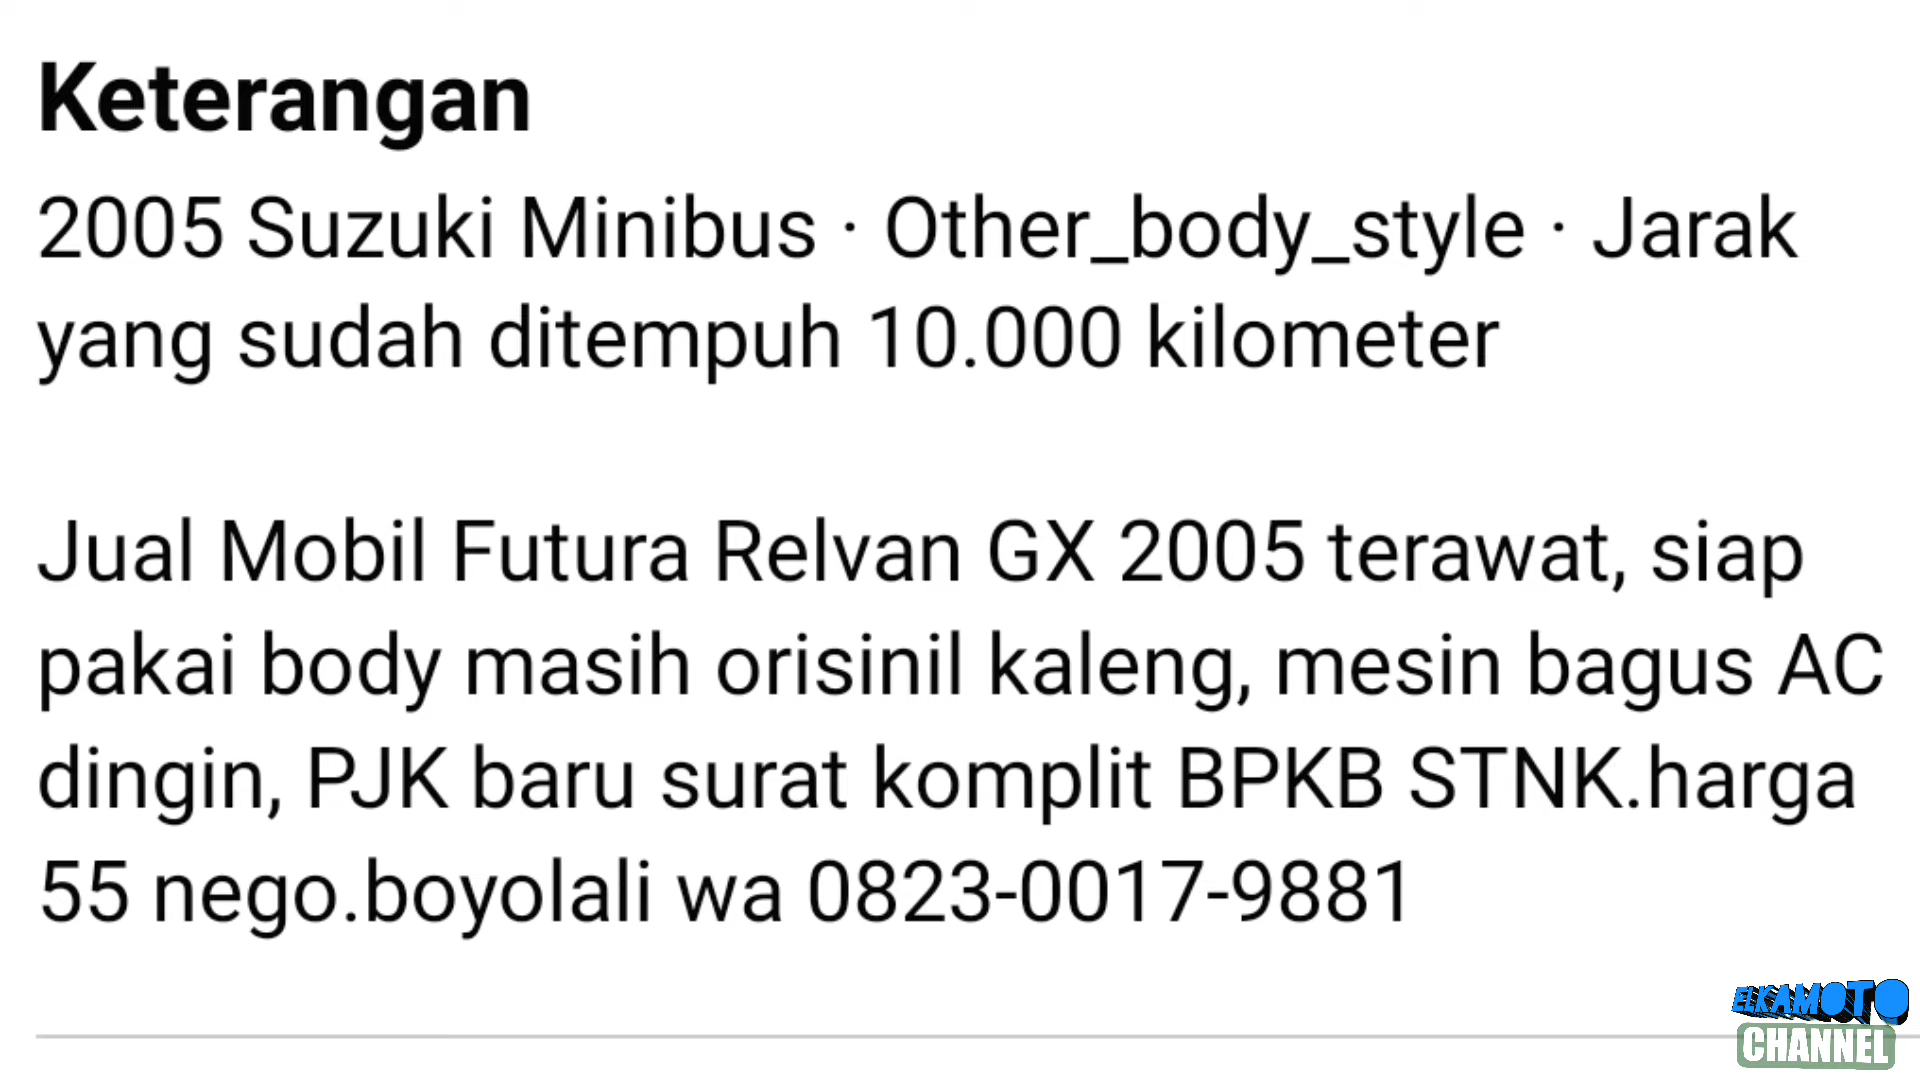 Keterangan
2005 Suzuki Minibus · Other_body_style · Jarak
yang sudah ditempuh 10.000 kilometer
Jual Mobil Futura Relvan GX 2005 terawat, siap
pakai body masih orisinil kaleng, mesin bagus AC
dingin, PJK baru surat komplit BPKB STNK.harga
55 nego.boyolali wa 0823-0017-9881
ELKAMOTO
CHANNEL